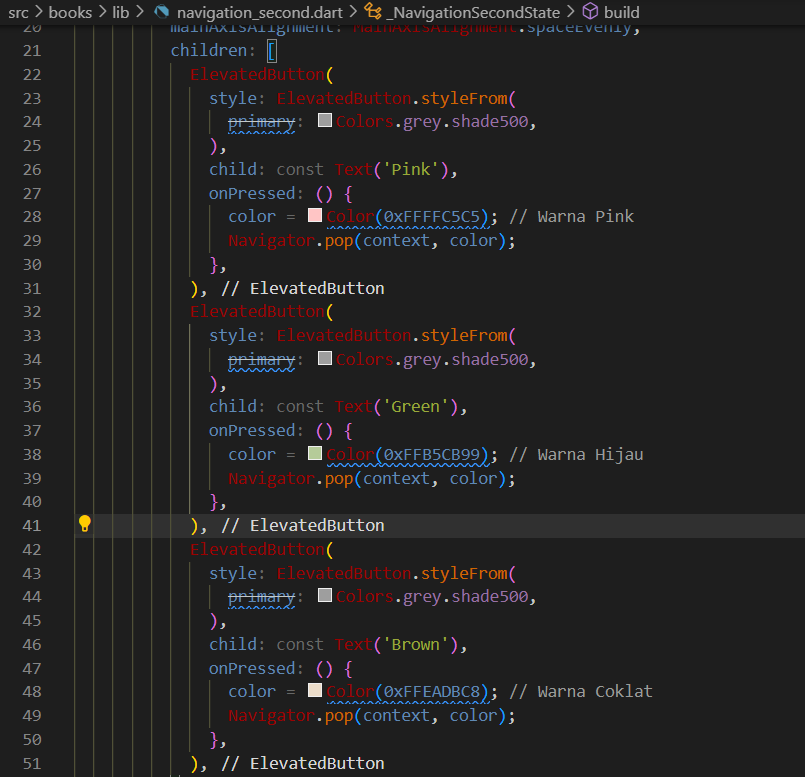 src > books > lib > navigation_second.dart > _NavigationSecondState > build
20 mainAxisAlignment: MainAxisAlignment.spaceEvenly,
21 children: [
22 ElevatedButton(
23 style: ElevatedButton.styleFrom(
24 primary: Colors.grey.shade500,
25 ),
26 child: const Text('Pink'),
27 onPressed: () {
28 color = Color(0xFFFFC5C5); // Warna Pink
29 Navigator.pop(context, color);
30 },
31 ), // ElevatedButton
32 ElevatedButton(
33 style: ElevatedButton.styleFrom(
34 primary: Colors.grey.shade500,
35 ),
36 child: const Text('Green'),
37 onPressed: () {
38 color = Color(0xFFB5CB99); // Warna Hijau
39 Navigator.pop(context, color);
40 },
41 ), // ElevatedButton
42 ElevatedButton(
43 style: ElevatedButton.styleFrom(
44 primary: Colors.grey.shade500,
45 ),
46 child: const Text('Brown'),
47 onPressed: () {
48 color = Color(0xFFEADBC8); // Warna Coklat
49 Navigator.pop(context, color);
50 },
51 ), // ElevatedButton